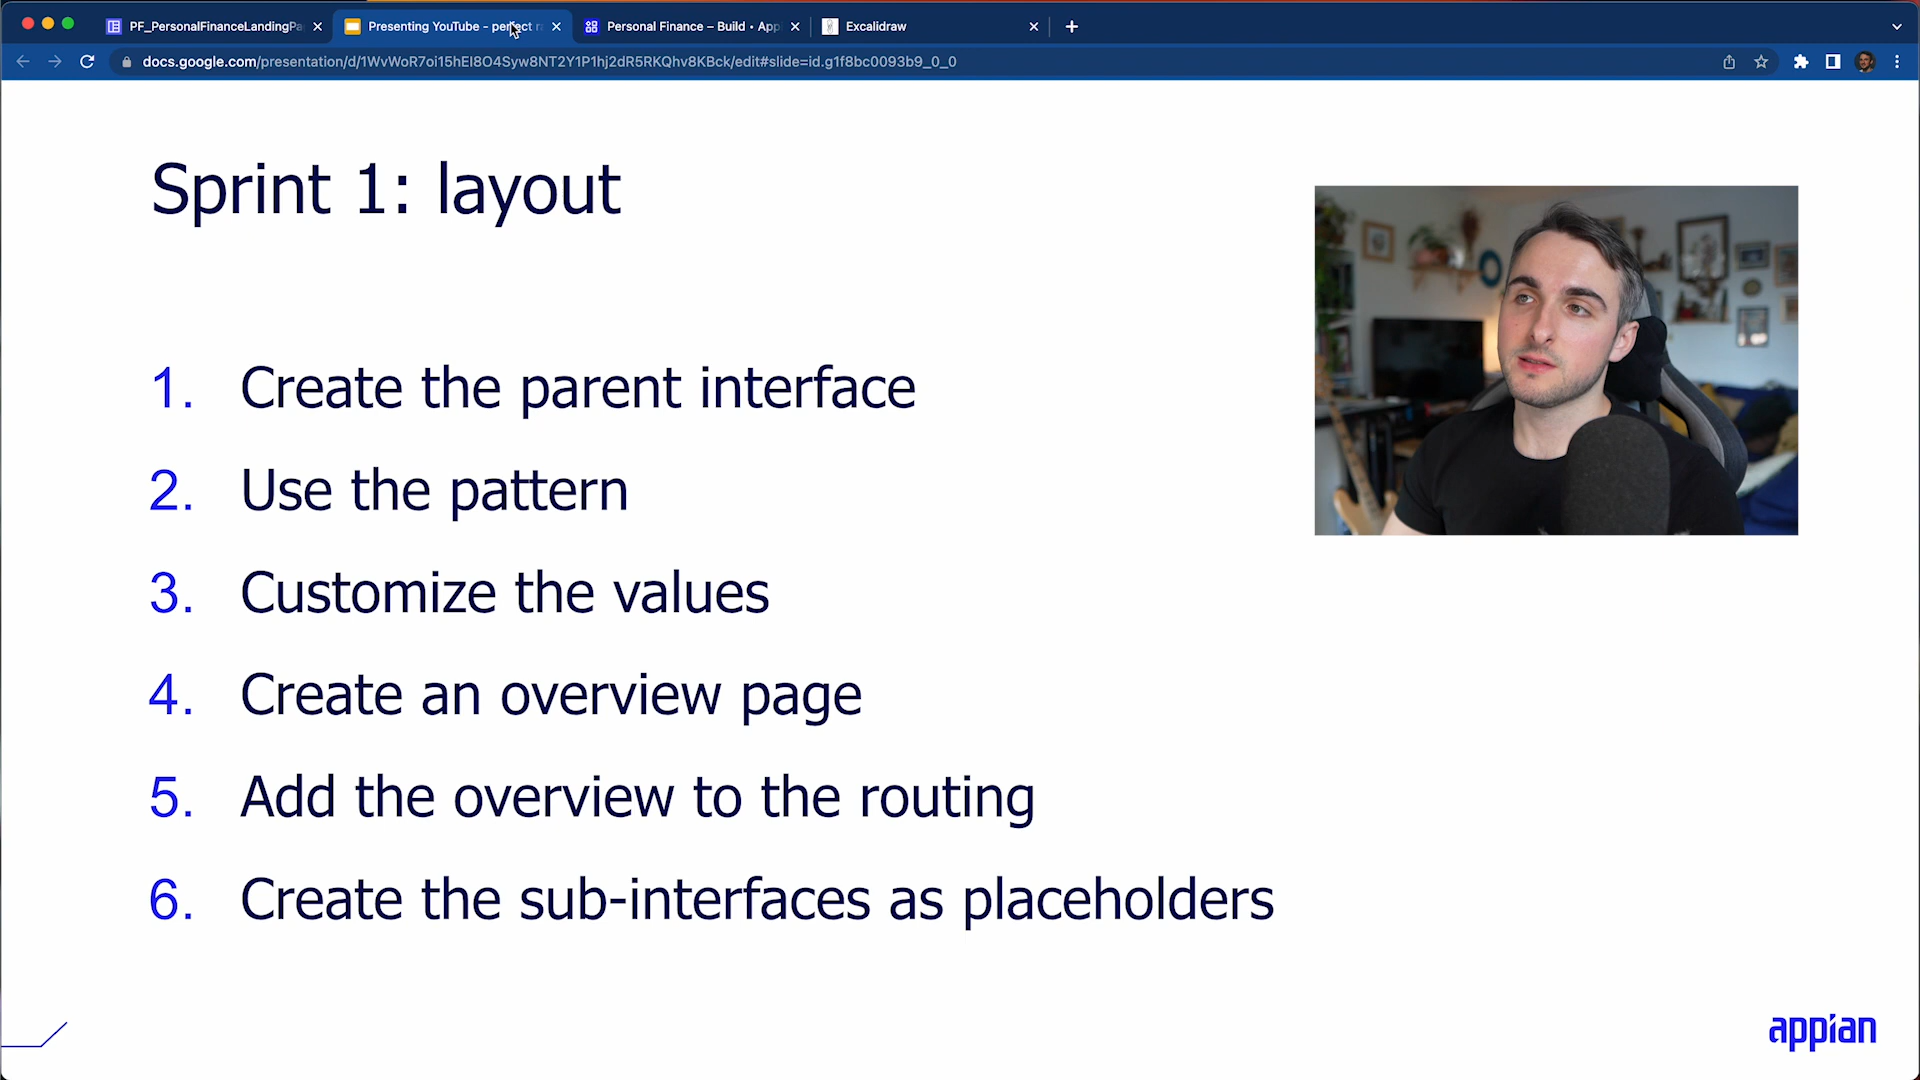 PF_PersonalFinanceLandingPa
Presenting YouTube - perfect
Personal Finance – Build • App
Excalidraw
docs.google.com/presentation/d/1WvWoR7oi15hEI8O4Syw8NT2Y1P1hj2dR5RKQhv8KBck/edit#slide=id.g1f8bc0093b9_0_0
Sprint 1: layout
1. Create the parent interface
2. Use the pattern
3. Customize the values
4. Create an overview page
5. Add the overview to the routing
6. Create the sub-interfaces as placeholders
appian